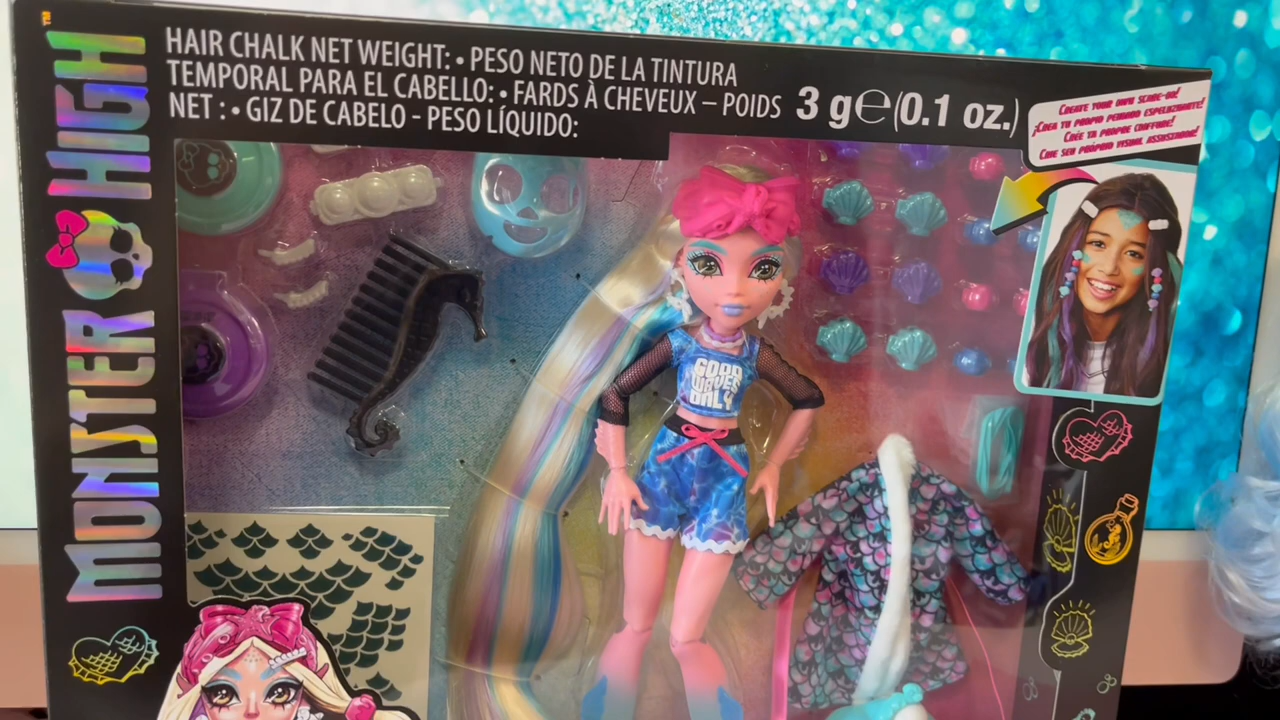 MONSTER HIGH™
HAIR CHALK NET WEIGHT: • PESO NETO DE LA TINTURA
TEMPORAL PARA EL CABELLO: • FARDS À CHEVEUX – POIDS
NET : • GIZ DE CABELO - PESO LÍQUIDO:
3 g℮(0.1 oz.)
CREATE YOUR OWN SCARE-DO!
¡CREA TU PROPIO PEINADO ESPELUZNANTE!
CRÉE TA PROPRE COIFFURE!
CRIE SEU PRÓPRIO VISUAL ASSUSTADOR!
GOOD
WAVES
ONLY